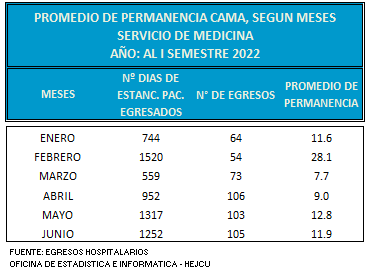 PROMEDIO DE PERMANENCIA CAMA, SEGUN MESES
SERVICIO DE MEDICINA
AÑO: AL I SEMESTRE 2022
MESES Nº DIAS DE ESTANC. PAC. EGRESADOS N° DE EGRESOS PROMEDIO DE PERMANENCIA
ENERO 744 64 11.6
FEBRERO 1520 54 28.1
MARZO 559 73 7.7
ABRIL 952 106 9.0
MAYO 1317 103 12.8
JUNIO 1252 105 11.9
FUENTE: EGRESOS HOSPITALARIOS
OFICINA DE ESTADISTICA E INFORMATICA - HEJCU